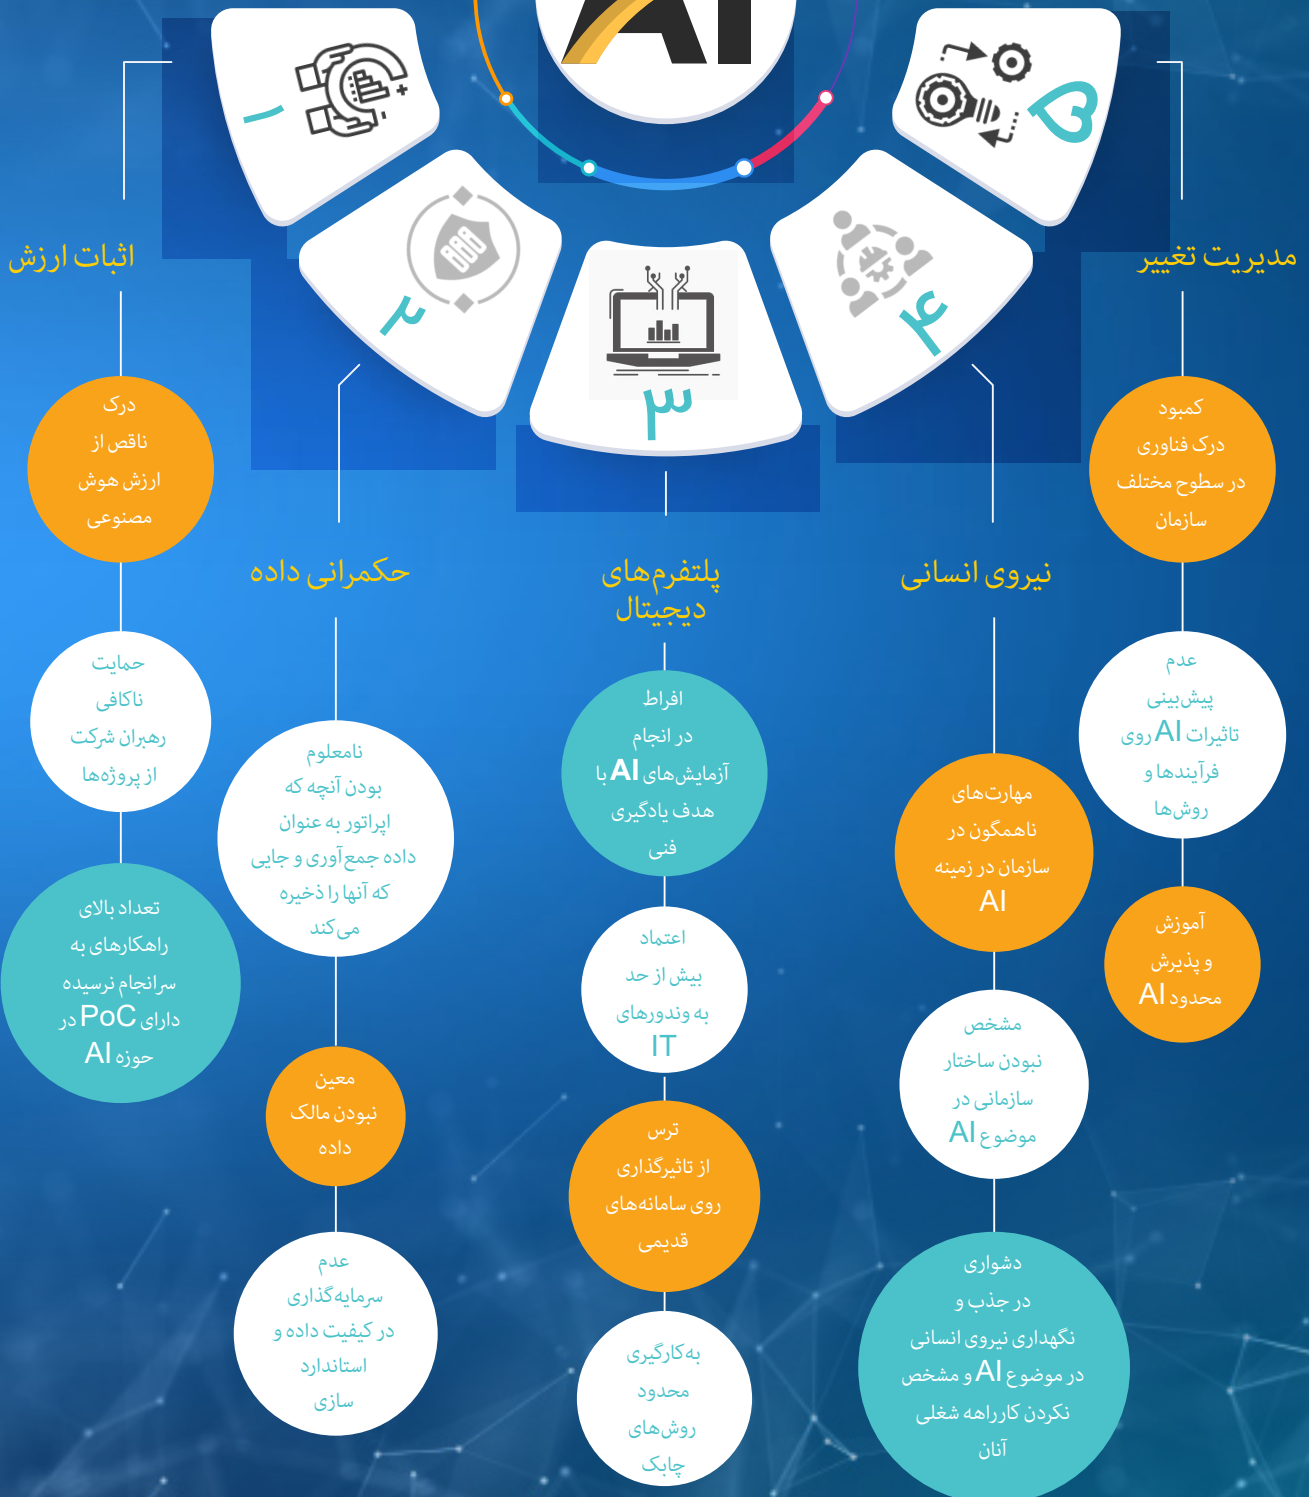 AI
۱
۲
۳
۴
۵
اثبات ارزش
درک
ناقص از
ارزش هوش
مصنوعی
حمایت
ناکافی
رهبران شرکت
از پروژه‌ها
تعداد بالای
راهکارهای به
سرانجام نرسیده
دارای PoC در
حوزه AI
حکمرانی داده
نامعلوم
بودن آنچه که
اپراتور به عنوان
داده جمع‌آوری و جایی
که آنها را ذخیره
می‌کند
معین
نبودن مالک
داده
عدم
سرمایه‌گذاری
در کیفیت داده و
استاندارد
سازی
پلتفرم‌های
دیجیتال
افراط
در انجام
آزمایش‌های AI با
هدف یادگیری
فنی
اعتماد
بیش از حد
به وندورهای
IT
ترس
از تاثیرگذاری
روی سامانه‌های
قدیمی
به‌کارگیری
محدود
روش‌های
چابک
نیروی انسانی
مهارت‌های
ناهمگون در
سازمان در زمینه
AI
مشخص
نبودن ساختار
سازمانی در
موضوع AI
دشواری
در جذب و
نگهداری نیروی انسانی
در موضوع AI و مشخص
نکردن کارراهه شغلی
آنان
مدیریت تغییر
کمبود
درک فناوری
در سطوح مختلف
سازمان
عدم
پیش‌بینی
تاثیرات AI روی
فرآیندها و
روش‌ها
آموزش
و پذیرش
محدود AI